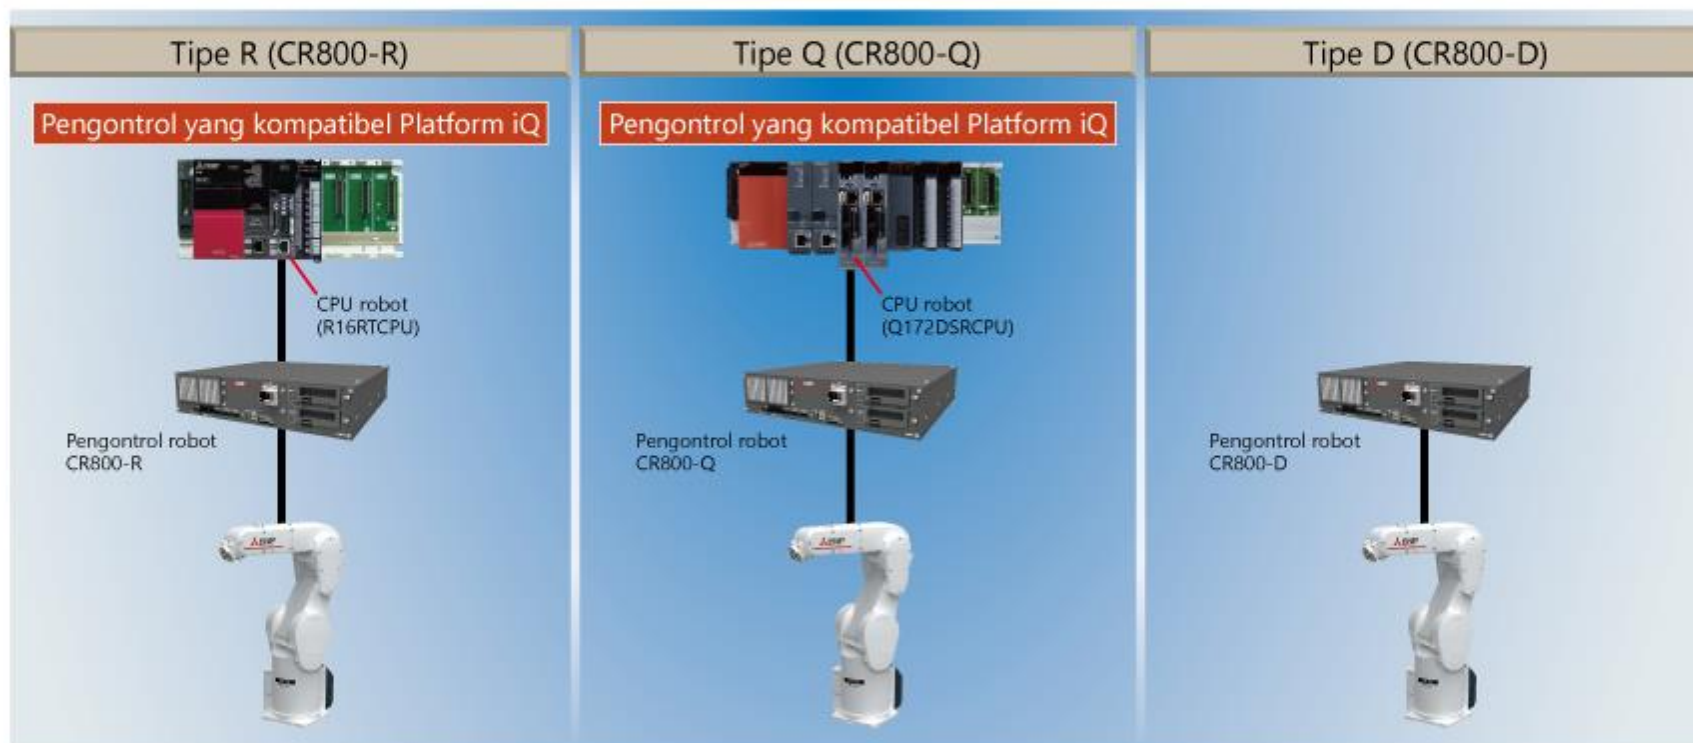 Tipe R (CR800-R)
Pengontrol yang kompatibel Platform iQ
CPU robot
(R16RTCPU)
Pengontrol robot
CR800-R
Tipe Q (CR800-Q)
Pengontrol yang kompatibel Platform iQ
CPU robot
(Q172DSRCPU)
Pengontrol robot
CR800-Q
Tipe D (CR800-D)
Pengontrol robot
CR800-D